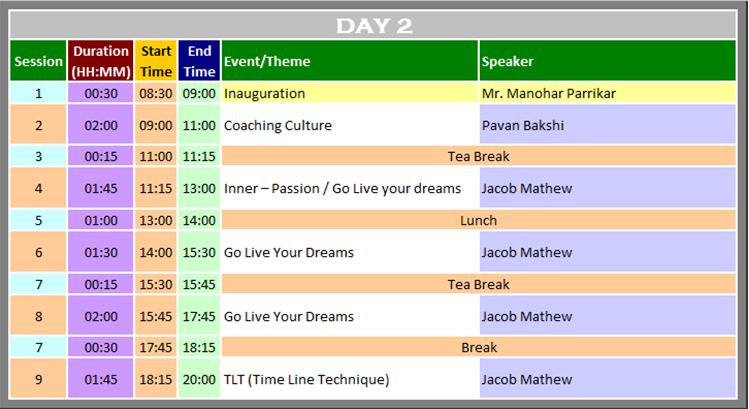 DAY 2
Session Duration (HH:MM) Start Time End Time Event/Theme Speaker
1 00:30 08:30 09:00 Inauguration Mr. Manohar Parrikar
2 02:00 09:00 11:00 Coaching Culture Pavan Bakshi
3 00:15 11:00 11:15 Tea Break
4 01:45 11:15 13:00 Inner – Passion / Go Live your dreams Jacob Mathew
5 01:00 13:00 14:00 Lunch
6 01:30 14:00 15:30 Go Live Your Dreams Jacob Mathew
7 00:15 15:30 15:45 Tea Break
8 02:00 15:45 17:45 Go Live Your Dreams Jacob Mathew
7 00:30 17:45 18:15 Break
9 01:45 18:15 20:00 TLT (Time Line Technique) Jacob Mathew